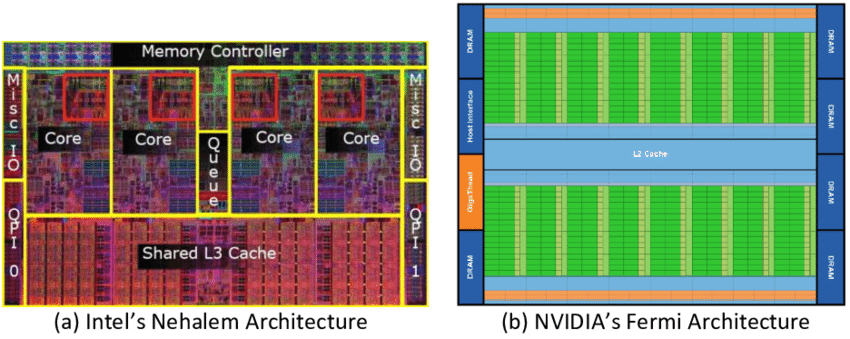 Memory Controller
Misc IO
Core
Core
Queue
Core
Core
Misc IO
QPI 0
Shared L3 Cache
QPI 1
(a) Intel's Nehalem Architecture
DRAM
Host Interface
GigaThread
DRAM
L2 Cache
DRAM
DRAM
DRAM
DRAM
(b) NVIDIA's Fermi Architecture